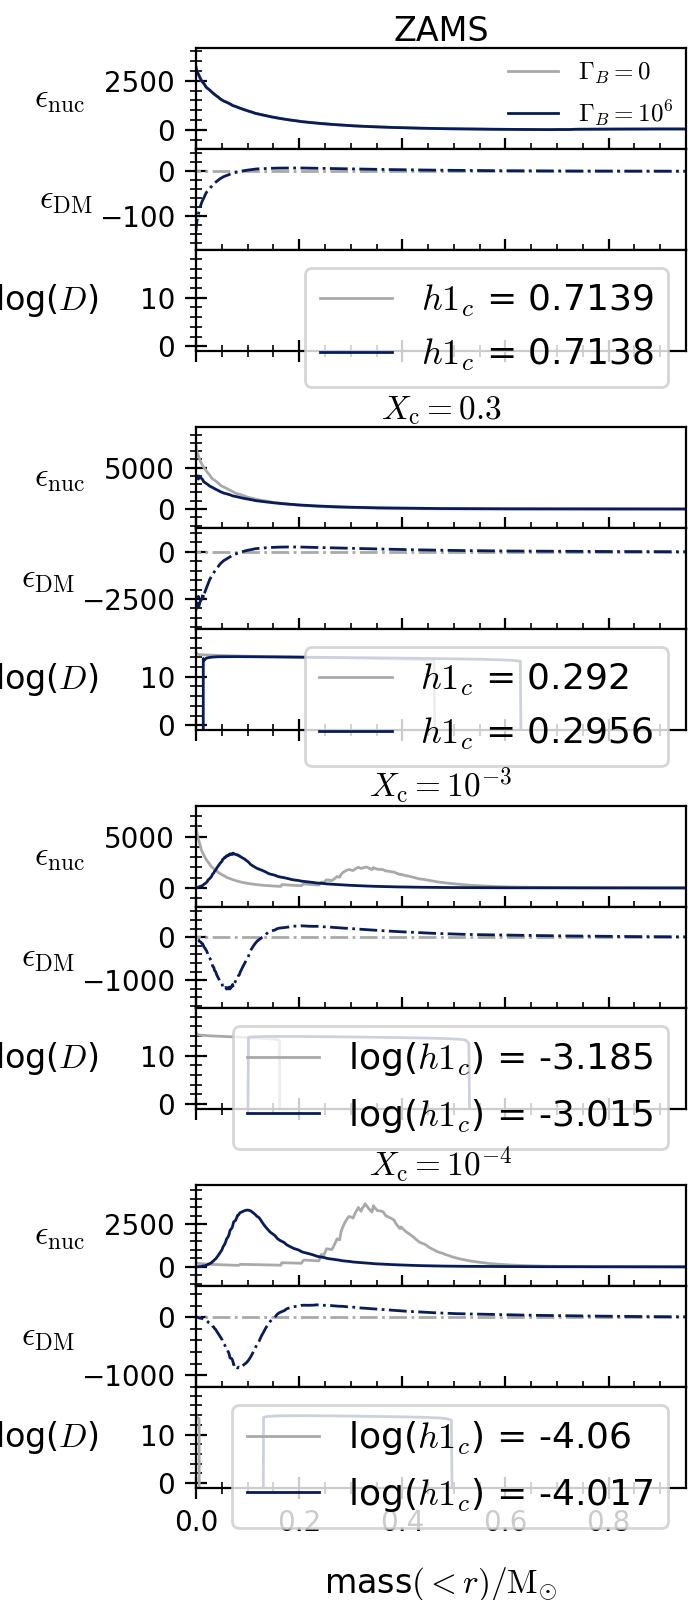 ZAMS
ϵ_nuc
2500
0
Γ_B = 0
Γ_B = 10^6
ϵ_DM
0
−100
log(D)
10
0
h1_c = 0.7139
h1_c = 0.7138
X_c = 0.3
ϵ_nuc
5000
0
ϵ_DM
0
−2500
log(D)
10
0
h1_c = 0.292
h1_c = 0.2956
X_c = 10^−3
ϵ_nuc
5000
0
ϵ_DM
0
−1000
log(D)
10
0
log(h1_c) = -3.185
log(h1_c) = -3.015
X_c = 10^−4
ϵ_nuc
2500
0
ϵ_DM
0
−1000
log(D)
10
0
log(h1_c) = -4.06
log(h1_c) = -4.017
0.0 0.2 0.4 0.6 0.8
mass(< r)/M_⊙